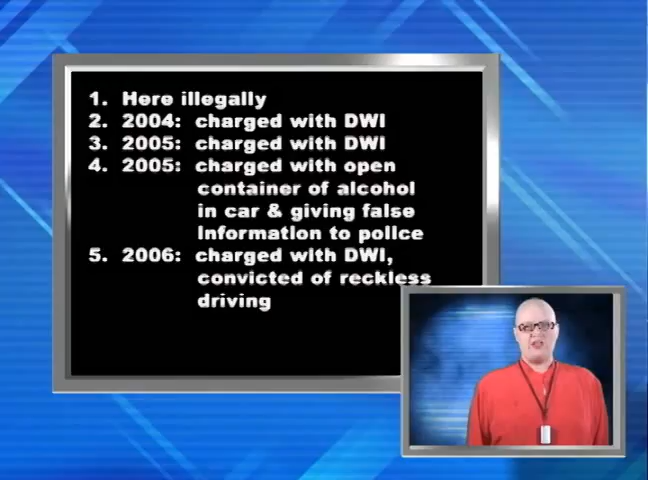 1. Here illegally
2. 2004: charged with DWI
3. 2005: charged with DWI
4. 2005: charged with open
container of alcohol
in car & giving false
Information to police
5. 2006: charged with DWI,
convicted of reckless
driving